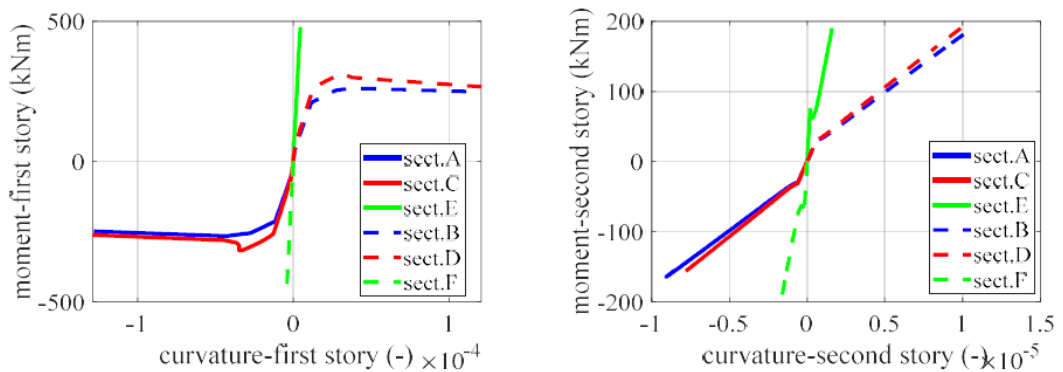 moment-first story (kNm)
500
0
-500
-1
0
1
curvature-first story (-)
×10⁻⁴
sect.A
sect.C
sect.E
sect.B
sect.D
sect.F
moment-second story (kNm)
200
100
0
-100
-200
-1
-0.5
0
0.5
1
1.5
curvature-second story (-)
×10⁻⁵
sect.A
sect.C
sect.E
sect.B
sect.D
sect.F